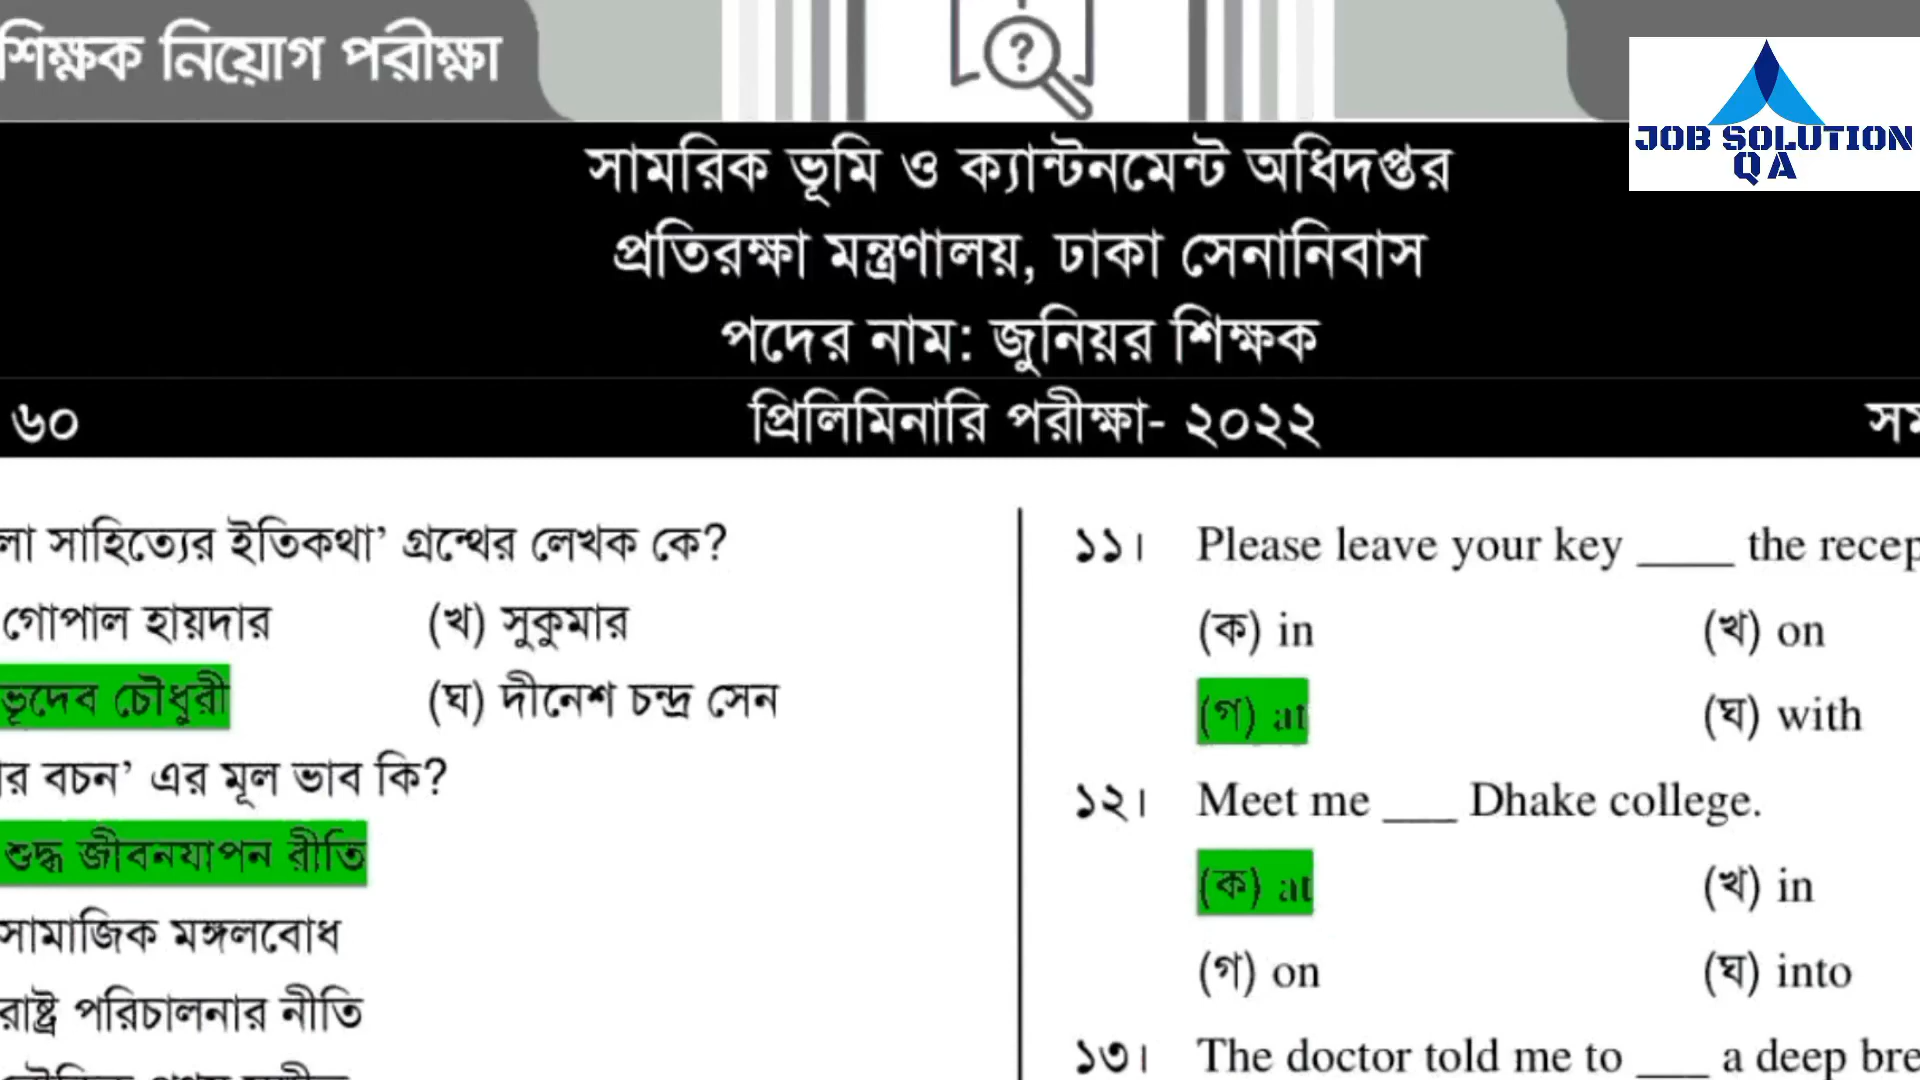 শিক্ষক নিয়োগ পরীক্ষা
JOB SOLUTION
QA
সামরিক ভূমি ও ক্যান্টনমেন্ট অধিদপ্তর
প্রতিরক্ষা মন্ত্রণালয়, ঢাকা সেনানিবাস
পদের নাম: জুনিয়র শিক্ষক
৬০ প্রিলিমিনারি পরীক্ষা- ২০২২
সাহিত্যের ইতিকথা’ গ্রন্থের লেখক কে?
গোপাল হায়দার (খ) সুকুমার
ভূদেব চৌধুরী (ঘ) দীনেশ চন্দ্র সেন
বচন’ এর মূল ভাব কি?
শুদ্ধ জীবনযাপন রীতি
সামাজিক মঙ্গলবোধ
রাষ্ট্র পরিচালনার নীতি
১১। Please leave your key ____ the
(ক) in (খ) on
(গ) at (ঘ) with
১২। Meet me ___ Dhake college.
(ক) at (খ) in
(গ) on (ঘ) into
১৩। The doctor told me to ___ a deep